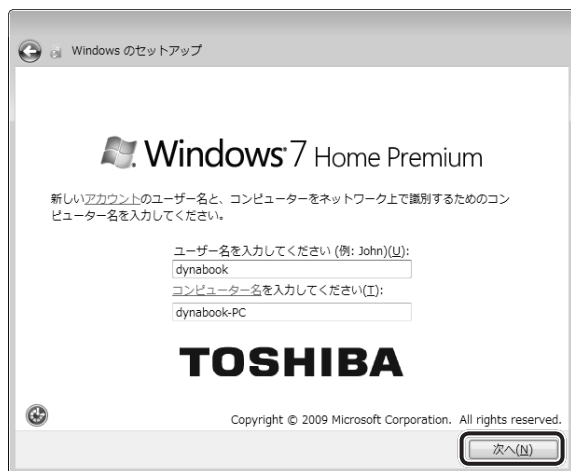 Windows のセットアップ
Windows 7 Home Premium
新しいアカウントのユーザー名と、コンピューターをネットワーク上で識別するためのコン
ピューター名を入力してください。
ユーザー名を入力してください (例: John)(U):
dynabook
コンピューター名を入力してください(T):
dynabook-PC
TOSHIBA
Copyright © 2009 Microsoft Corporation. All rights reserved.
次へ(N)